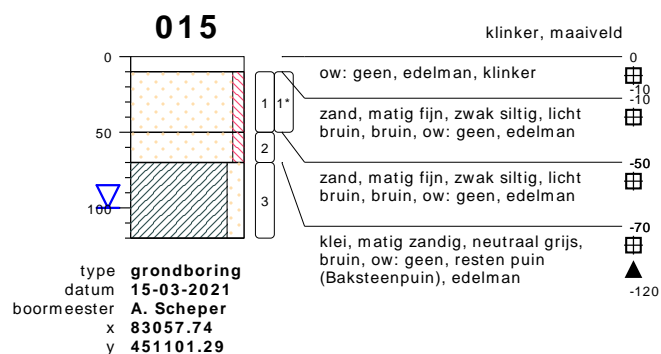 015
klinker, maaiveld
0
0
ow: geen, edelman, klinker
-10
-10
zand, matig fijn, zwak siltig, licht
bruin, bruin, ow: geen, edelman
1 1*
50
2
-50
zand, matig fijn, zwak siltig, licht
bruin, bruin, ow: geen, edelman
3
100
-70
klei, matig zandig, neutraal grijs,
bruin, ow: geen, resten puin
(Baksteenpuin), edelman
-120
type grondboring
datum 15-03-2021
boormeester A. Scheper
x 83057.74
y 451101.29